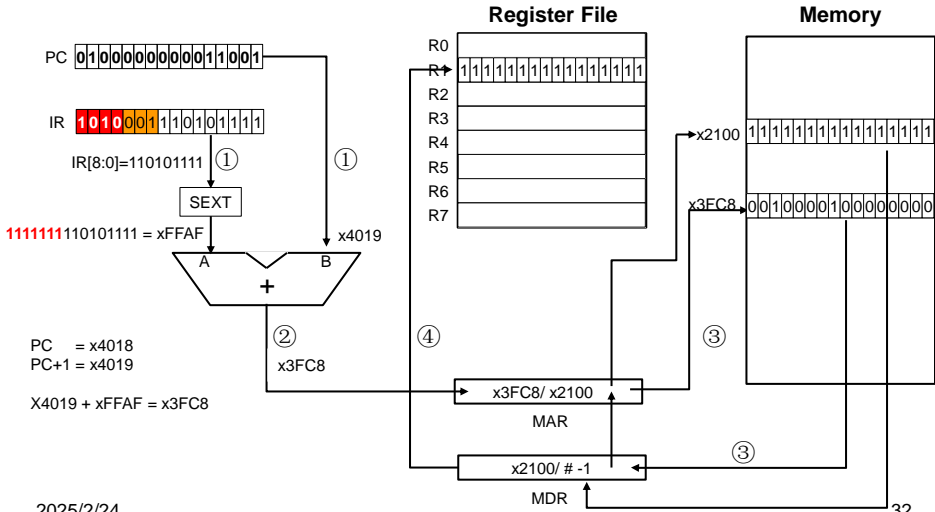 Register File
Memory
PC 0100000000011001
R0
R1 1111111111111111
IR 1010001110101111
R2
R3
R4
R5
R6
R7
① ①
IR[8:0]=110101111
SEXT
x2100 1111111111111111
x3FC8 0010000100000000
1111111110101111 = xFFAF
x4019
A B
+
② ④ ③
x3FC8
PC = x4018
PC+1 = x4019
X4019 + xFFAF = x3FC8
x3FC8/ x2100
MAR
③
x2100/ # -1
MDR
2025/2/24
32